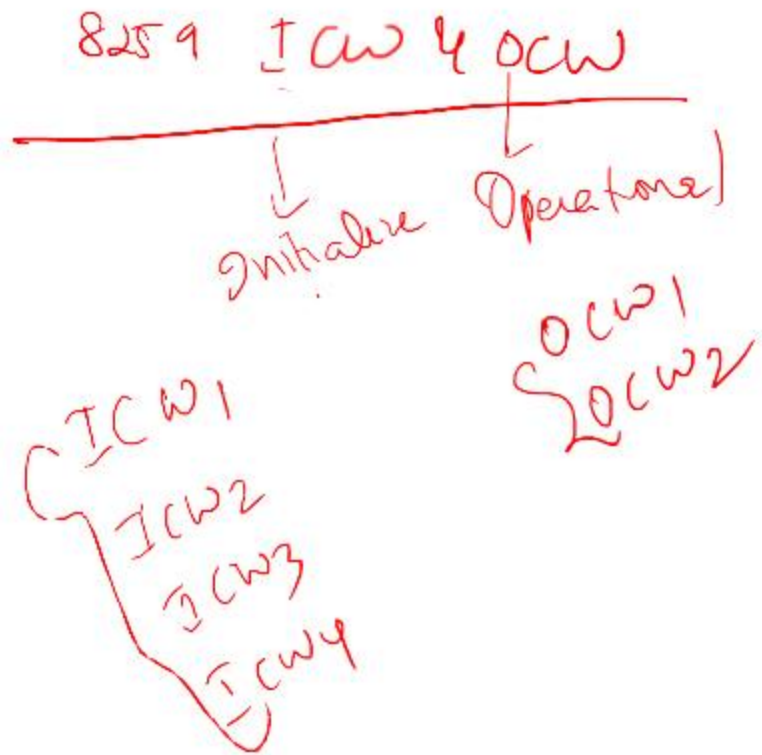 8259 ICW & OCW
Initialize Operational
ICW1
ICW2
ICW3
ICW4
OCW1
OCW2